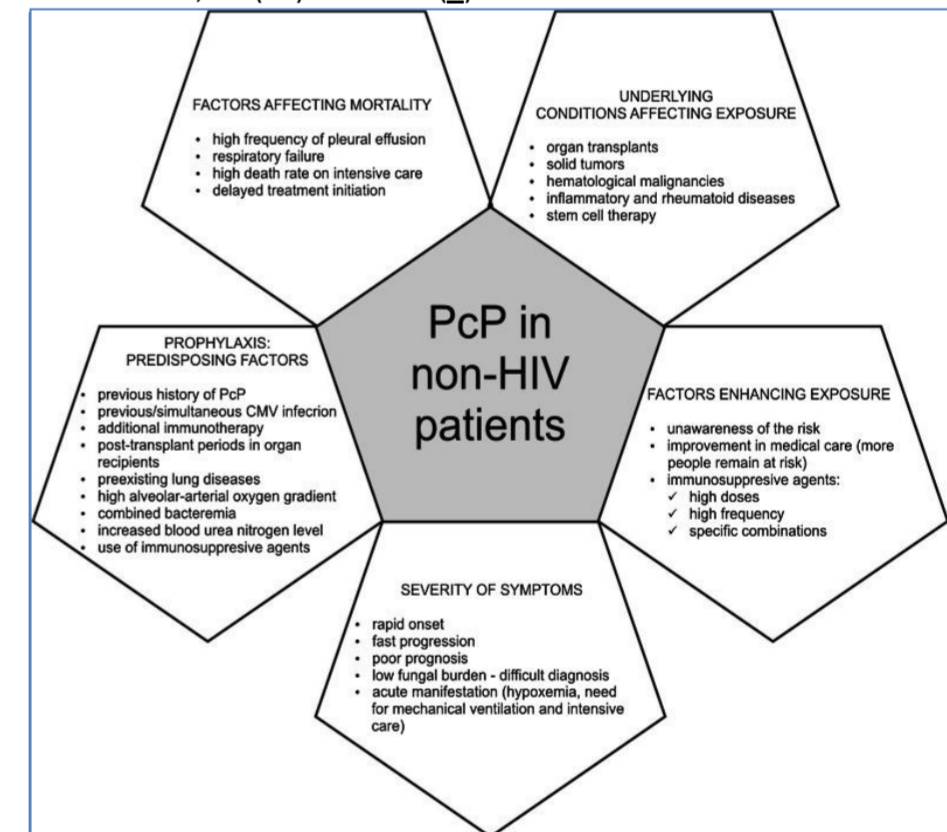 FACTORS AFFECTING MORTALITY
• high frequency of pleural effusion
• respiratory failure
• high death rate on intensive care
• delayed treatment initiation
UNDERLYING
CONDITIONS AFFECTING EXPOSURE
• organ transplants
• solid tumors
• hematological malignancies
• inflammatory and rheumatoid diseases
• stem cell therapy
PcP in
non-HIV
patients
PROPHYLAXIS:
PREDISPOSING FACTORS
• previous history of PcP
• previous/simultaneous CMV infecrion
• additional immunotherapy
• post-transplant periods in organ
recipients
• preexisting lung diseases
• high alveolar-arterial oxygen gradient
• combined bacteremia
• increased blood urea nitrogen level
• use of immunosuppresive agents
FACTORS ENHANCING EXPOSURE
• unawareness of the risk
• improvement in medical care (more
people remain at risk)
• immunosuppresive agents:
✓ high doses
✓ high frequency
✓ specific combinations
SEVERITY OF SYMPTOMS
• rapid onset
• fast progression
• poor prognosis
• low fungal burden - difficult diagnosis
• acute manifestation (hypoxemia, need
for mechanical ventilation and intensive
care)